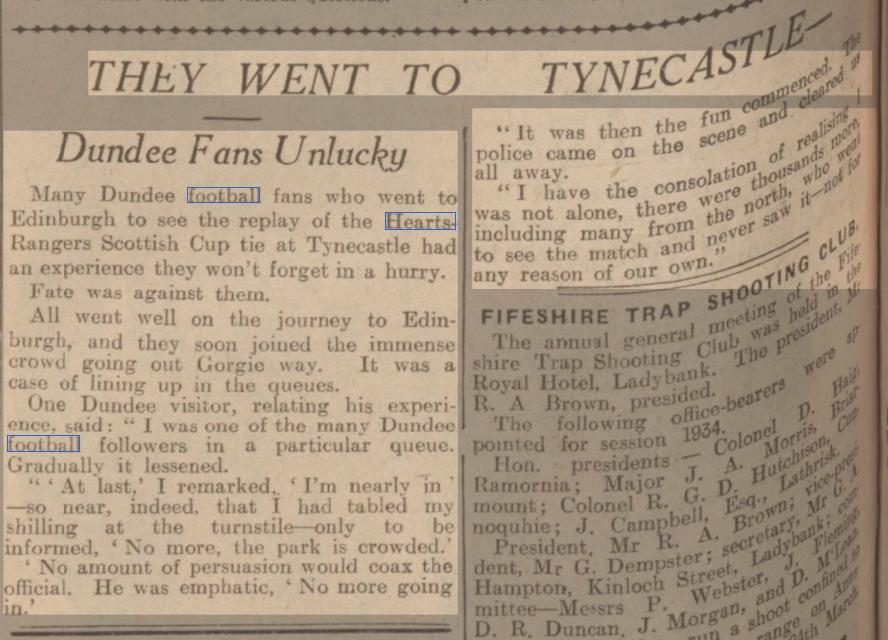 THEY WENT TO TYNECASTLE—
Dundee Fans Unlucky
Many Dundee football fans who went to
Edinburgh to see the replay of the Hearts-
Rangers Scottish Cup tie at Tynecastle had
an experience they won't forget in a hurry.
Fate was against them.
All went well on the journey to Edin-
burgh, and they soon joined the immense
crowd going out Gorgie way. It was a
case of lining up in the queues.
One Dundee visitor, relating his experi-
ence, said: " I was one of the many Dundee
football followers in a particular queue.
Gradually it lessened.
" ' At last,' I remarked, ' I'm nearly in '
—so near, indeed, that I had tabled my
shilling at the turnstile—only to be
informed, ' No more, the park is crowded.'
' No amount of persuasion would coax the
official. He was emphatic, ' No more going
in.'
" It was then the fun commenced. The
police came on the scene and cleared us
all away.
" I have the consolation of realising I
was not alone, there were thousands more,
including many from the north, who went
to see the match and never saw it—not for
any reason of our own."
FIFESHIRE TRAP SHOOTING CLUB.
The annual general meeting of the Fife-
shire Trap Shooting Club was held in the
Royal Hotel, Ladybank. The president, Mr
R. A Brown, presided.
The following office-bearers were ap-
pointed for session 1934.
Hon. presidents — Colonel D. Haig,
Ramornia; Major J. A. Morris,
mount; Colonel R. G. D. Hutchison,
noquhie; J. Campbell, Esq., Lathrisk.
President, Mr R. A. Brown; vice-presi-
dent, Mr G. Dempster; secretary, Mr G. A
Hampton, Kinloch Street, Ladybank; com-
mittee—Messrs P. Webster, J. Fleming,
D. R. Duncan, J. Morgan, and D. M'Lean.
run a shoot confined to
range on
March